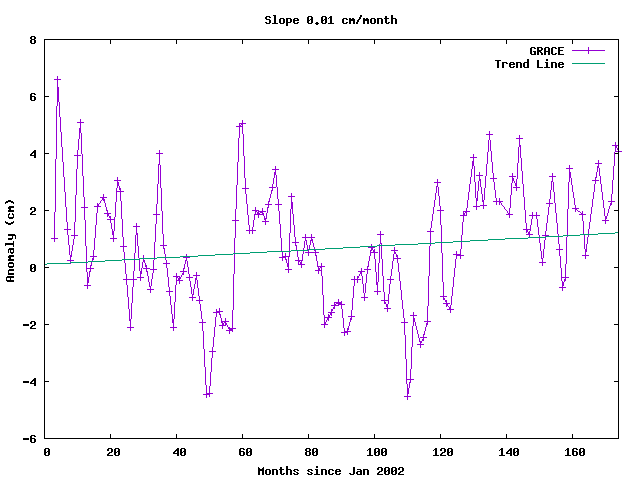 Slope 0.01 cm/month
GRACE
Trend Line
8
6
4
2
0
-2
-4
-6
Anomaly (cm)
0 20 40 60 80 100 120 140 160
Months since Jan 2002